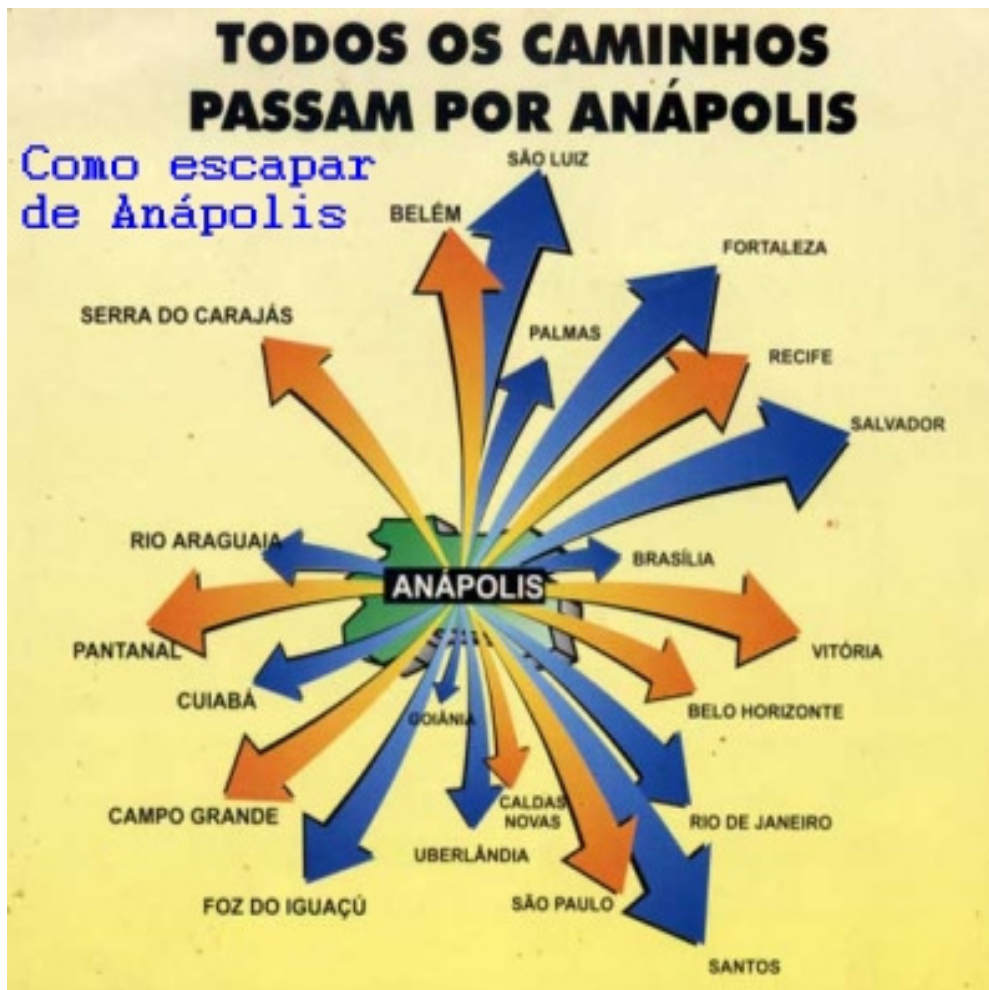 TODOS OS CAMINHOS
PASSAM POR ANÁPOLIS
Como escapar
de Anápolis
SÃO LUIZ
BELÉM
FORTALEZA
SERRA DO CARAJÁS
PALMAS
RECIFE
SALVADOR
RIO ARAGUAIA
BRASÍLIA
ANÁPOLIS
PANTANAL
VITÓRIA
CUIABÁ
BELO HORIZONTE
GOIÂNIA
CAMPO GRANDE
CALDAS
NOVAS
RIO DE JANEIRO
UBERLÂNDIA
FOZ DO IGUAÇÚ
SÃO PAULO
SANTOS